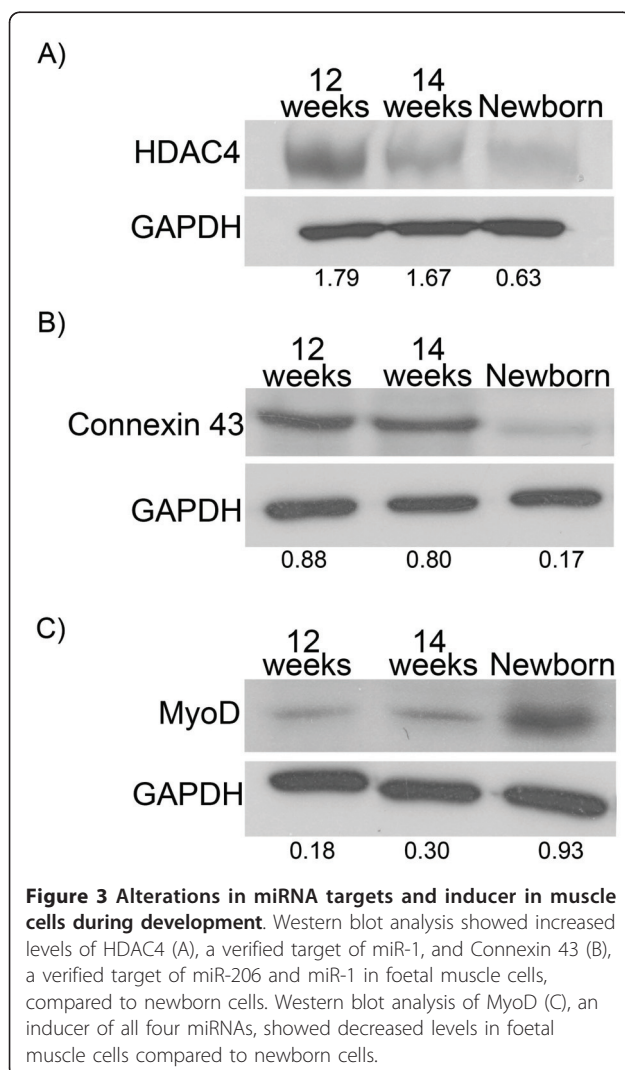 A)
12 weeks 14 weeks Newborn
HDAC4
GAPDH
1.79 1.67 0.63
B)
12 weeks 14 weeks Newborn
Connexin 43
GAPDH
0.88 0.80 0.17
C)
12 weeks 14 weeks Newborn
MyoD
GAPDH
0.18 0.30 0.93
Figure 3 Alterations in miRNA targets and inducer in muscle
cells during development. Western blot analysis showed increased
levels of HDAC4 (A), a verified target of miR-1, and Connexin 43 (B),
a verified target of miR-206 and miR-1 in foetal muscle cells,
compared to newborn cells. Western blot analysis of MyoD (C), an
inducer of all four miRNAs, showed decreased levels in foetal
muscle cells compared to newborn cells.